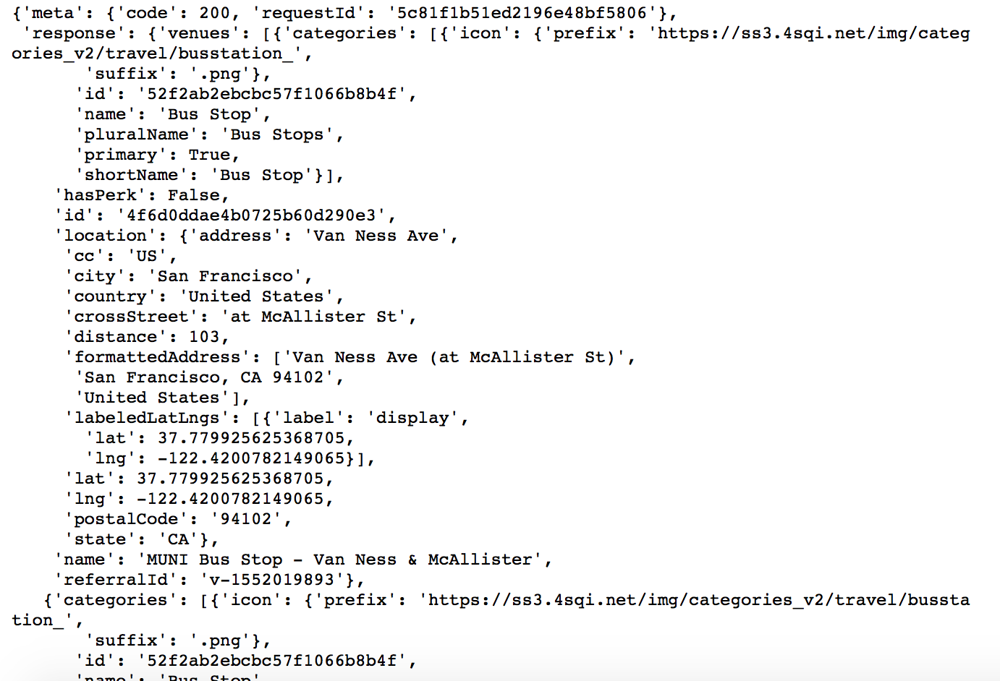 {'meta': {'code': 200, 'requestId': '5c81f1b51ed2196e48bf5806'},
'response': {'venues': [{'categories': [{'icon': {'prefix': 'https://ss3.4sqi.net/img/categ
ories_v2/travel/busstation_',
'suffix': '.png'},
'id': '52f2ab2ebcbc57f1066b8b4f',
'name': 'Bus Stop',
'pluralName': 'Bus Stops',
'primary': True,
'shortName': 'Bus Stop'}],
'hasPerk': False,
'id': '4f6d0ddae4b0725b60d290e3',
'location': {'address': 'Van Ness Ave',
'cc': 'US',
'city': 'San Francisco',
'country': 'United States',
'crossStreet': 'at McAllister St',
'distance': 103,
'formattedAddress': ['Van Ness Ave (at McAllister St)',
'San Francisco, CA 94102',
'United States'],
'labeledLatLngs': [{'label': 'display',
'lat': 37.779925625368705,
'lng': -122.4200782149065}],
'lat': 37.779925625368705,
'lng': -122.4200782149065,
'postalCode': '94102',
'state': 'CA'},
'name': 'MUNI Bus Stop - Van Ness & McAllister',
'referralId': 'v-1552019893'},
{'categories': [{'icon': {'prefix': 'https://ss3.4sqi.net/img/categories_v2/travel/bussta
tion_',
'suffix': '.png'},
'id': '52f2ab2ebcbc57f1066b8b4f',
'name': 'Bus Stop'